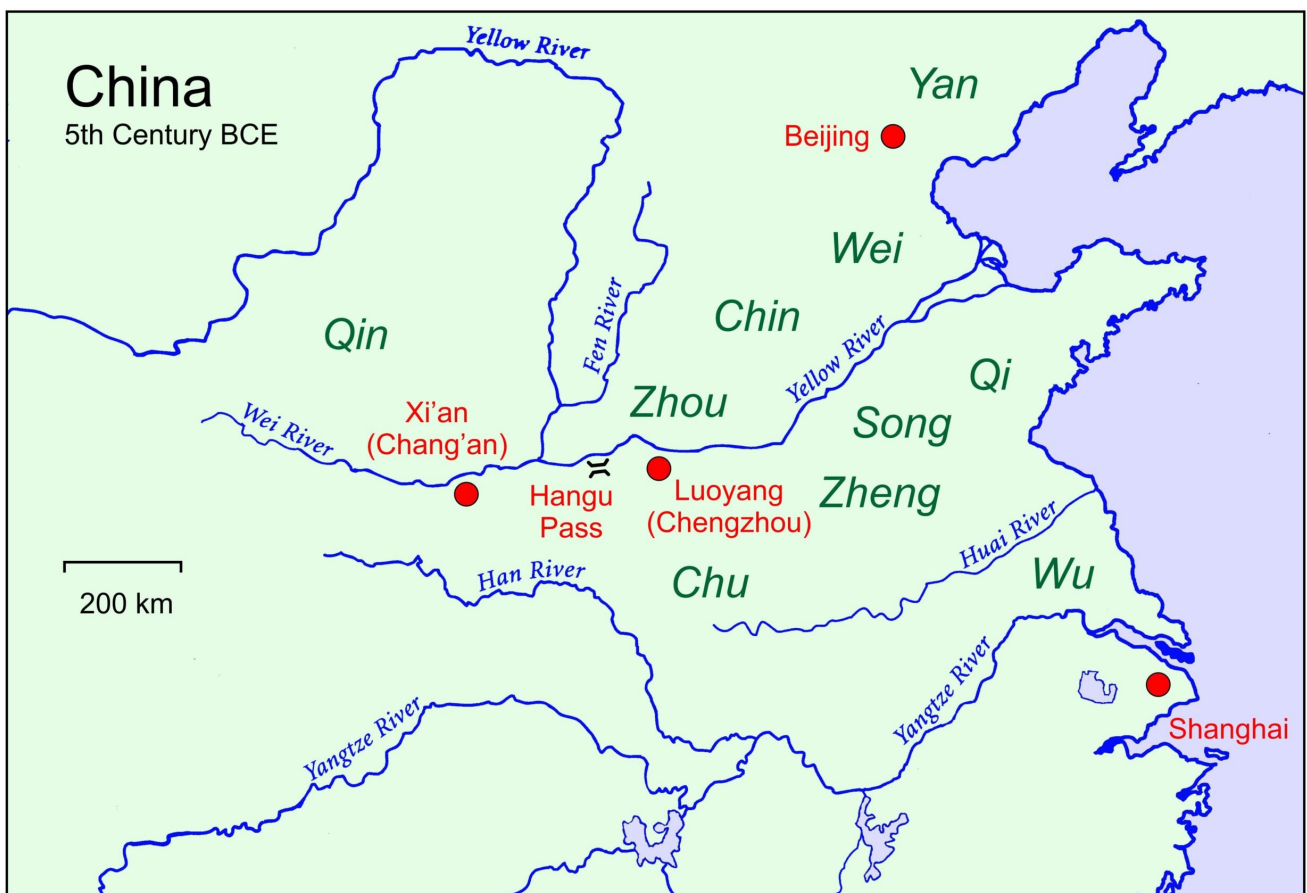 Yellow River
China
5th Century BCE
Yan
Beijing
Wei
Chin
Fen River
Yellow River
Qin
Qi
Zhou
Song
Xi’an
(Chang’an)
Wei River
Hangu
Pass
Luoyang
(Chengzhou)
Zheng
Huai River
Han River
Chu
Wu
200 km
Yangtze River
Yangtze River
Shanghai